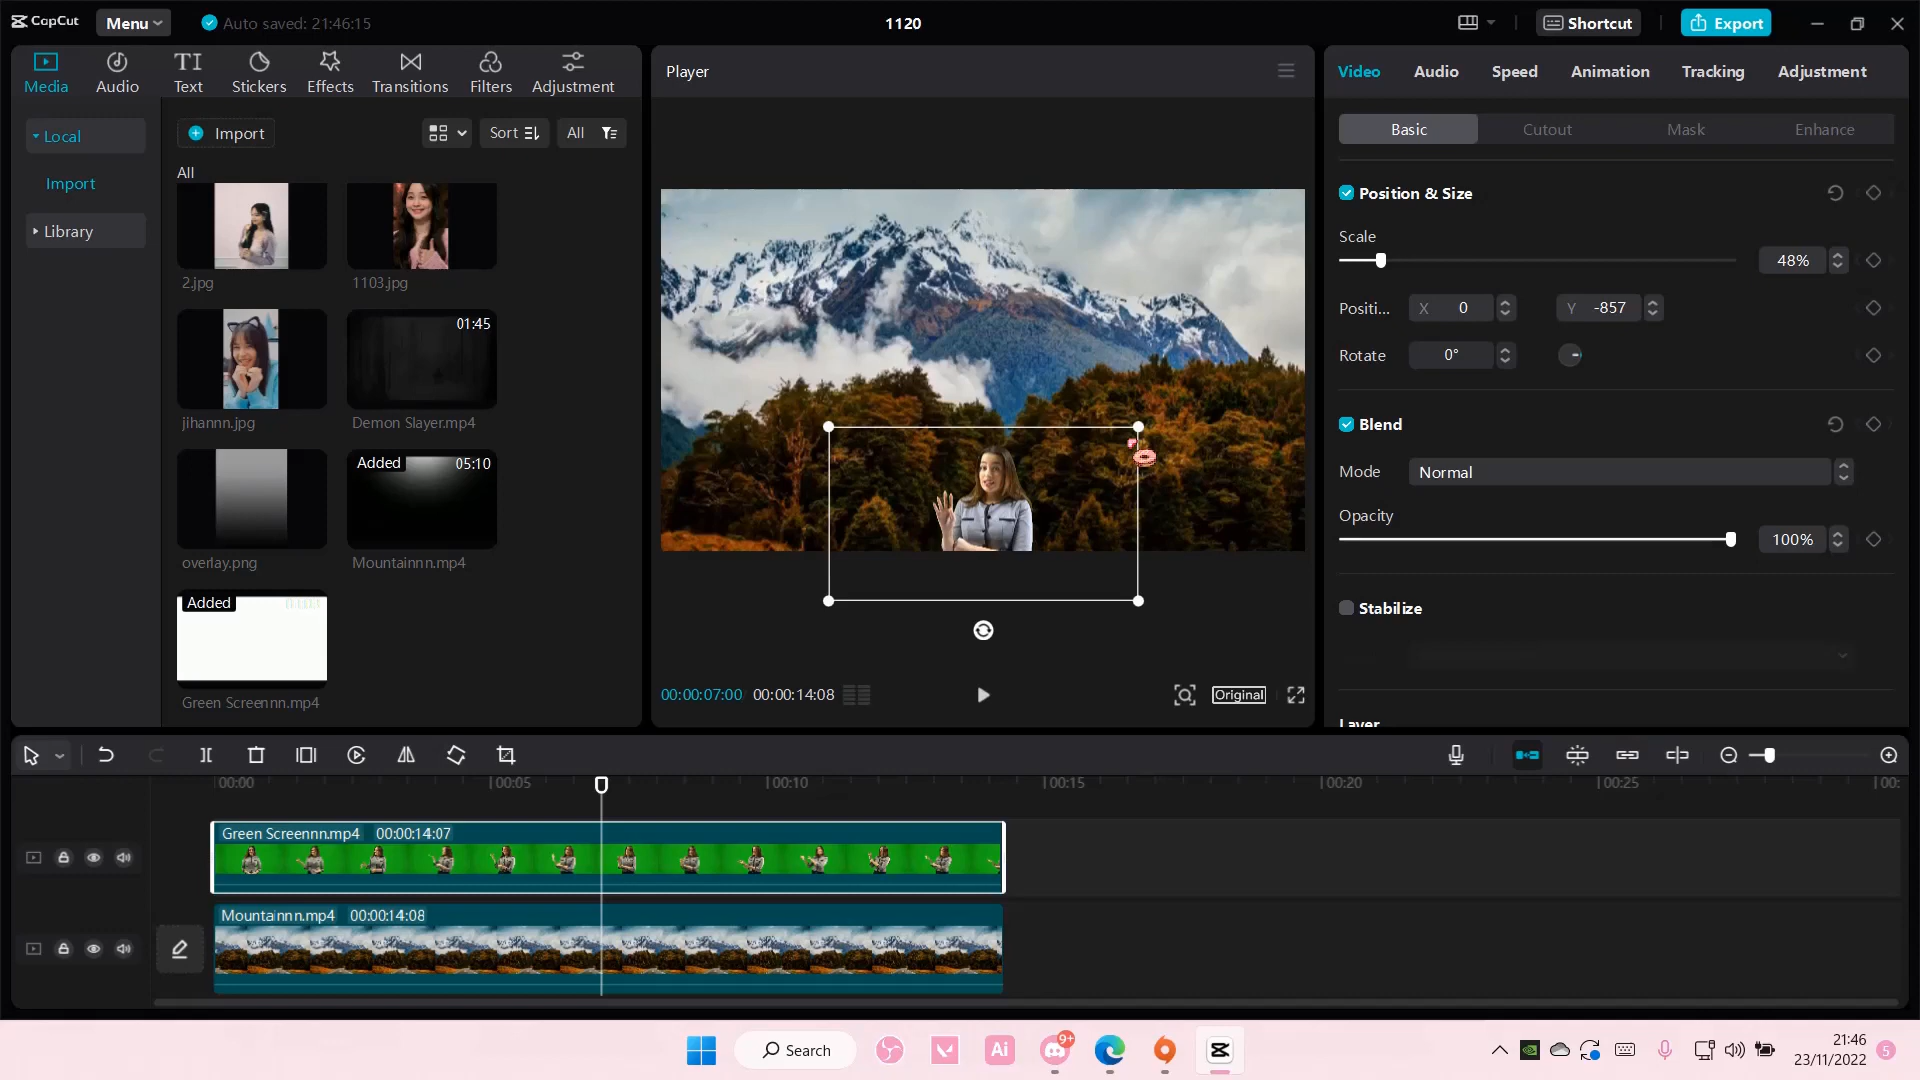 CapCut
Menu
Auto saved: 21:46:15
1120
Shortcut
Export
Media
Audio
Text
Stickers
Effects
Transitions
Filters
Adjustment
Local
Import
Library
Import
Sort
All
All
2.jpg
1103.jpg
01:45
jihannn.jpg
Demon Slayer.mp4
Added
05:10
overlay.png
Mountainnn.mp4
Added
Green Screennn.mp4
Player
00:00:07:00
00:00:14:08
Original
Video
Audio
Speed
Animation
Tracking
Adjustment
Basic
Cutout
Mask
Enhance
Position & Size
Scale
48%
Positi...
X 0
Y -857
Rotate
0°
Blend
Mode
Normal
Opacity
100%
Stabilize
Layer
00:00
00:05
00:10
00:15
00:20
00:25
00:
Green Screennn.mp4 00:00:14:07
Mountainnn.mp4 00:00:14:08
Search
Ai
9+
21:46
23/11/2022
5